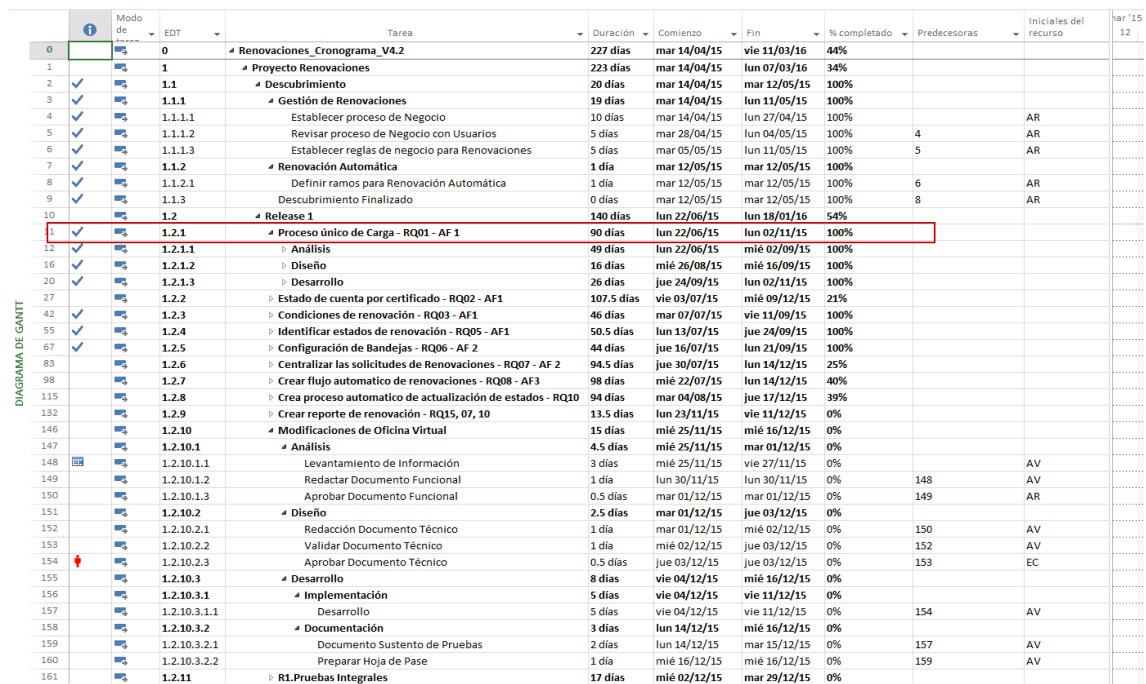 Modo de tarea EDT Tarea Duración Comienzo Fin % completado Predecesoras Iniciales del recurso mar '15 12
0 0 Renovaciones_Cronograma_V4.2 227 días mar 14/04/15 vie 11/03/16 44%
1 1 Proyecto Renovaciones 223 días mar 14/04/15 lun 07/03/16 34%
2 1.1 Descubrimiento 20 días mar 14/04/15 mar 12/05/15 100%
3 1.1.1 Gestión de Renovaciones 19 días mar 14/04/15 lun 11/05/15 100%
4 1.1.1.1 Establecer proceso de Negocio 10 días mar 14/04/15 lun 27/04/15 100% AR
5 1.1.1.2 Revisar proceso de Negocio con Usuarios 5 días mar 28/04/15 lun 04/05/15 100% 4 AR
6 1.1.1.3 Establecer reglas de negocio para Renovaciones 5 días mar 05/05/15 lun 11/05/15 100% 5 AR
7 1.1.2 Renovación Automática 1 día mar 12/05/15 mar 12/05/15 100%
8 1.1.2.1 Definir ramos para Renovación Automática 1 día mar 12/05/15 mar 12/05/15 100% 6 AR
9 1.1.3 Descubrimiento Finalizado 0 días mar 12/05/15 mar 12/05/15 100% 8 AR
10 1.2 Release 1 140 días lun 22/06/15 lun 18/01/16 54%
11 1.2.1 Proceso único de Carga - RQ01 - AF 1 90 días lun 22/06/15 lun 02/11/15 100%
12 1.2.1.1 Análisis 49 días lun 22/06/15 mié 02/09/15 100%
16 1.2.1.2 Diseño 16 días mié 26/08/15 mié 16/09/15 100%
20 1.2.1.3 Desarrollo 26 días jue 24/09/15 lun 02/11/15 100%
27 1.2.2 Estado de cuenta por certificado - RQ02 - AF1 107.5 días vie 03/07/15 mié 09/12/15 21%
42 1.2.3 Condiciones de renovación - RQ03 - AF1 46 días mar 07/07/15 vie 11/09/15 100%
55 1.2.4 Identificar estados de renovación - RQ05 - AF1 50.5 días lun 13/07/15 jue 24/09/15 100%
67 1.2.5 Configuración de Bandejas - RQ06 - AF 2 44 días jue 16/07/15 lun 21/09/15 100%
83 1.2.6 Centralizar las solicitudes de Renovaciones - RQ07 - AF 2 94.5 días jue 30/07/15 lun 14/12/15 25%
98 1.2.7 Crear flujo automatico de renovaciones - RQ08 - AF3 98 días mié 22/07/15 lun 14/12/15 40%
115 1.2.8 Crea proceso automatico de actualización de estados - RQ10 94 días mar 04/08/15 jue 17/12/15 39%
132 1.2.9 Crear reporte de renovación - RQ15, 07, 10 13.5 días lun 23/11/15 vie 11/12/15 0%
146 1.2.10 Modificaciones de Oficina Virtual 15 días mié 25/11/15 mié 16/12/15 0%
147 1.2.10.1 Análisis 4.5 días mié 25/11/15 mar 01/12/15 0%
148 1.2.10.1.1 Levantamiento de Información 3 días mié 25/11/15 vie 27/11/15 0% AV
149 1.2.10.1.2 Redactar Documento Funcional 1 día lun 30/11/15 lun 30/11/15 0% 148 AV
150 1.2.10.1.3 Aprobar Documento Funcional 0.5 días mar 01/12/15 mar 01/12/15 0% 149 AR
151 1.2.10.2 Diseño 2.5 días mar 01/12/15 jue 03/12/15 0%
152 1.2.10.2.1 Redacción Documento Técnico 1 día mar 01/12/15 mié 02/12/15 0% 150 AV
153 1.2.10.2.2 Validar Documento Técnico 1 día mié 02/12/15 jue 03/12/15 0% 152 AV
154 1.2.10.2.3 Aprobar Documento Técnico 0.5 días jue 03/12/15 jue 03/12/15 0% 153 EC
155 1.2.10.3 Desarrollo 8 días vie 04/12/15 mié 16/12/15 0%
156 1.2.10.3.1 Implementación 5 días vie 04/12/15 vie 11/12/15 0%
157 1.2.10.3.1.1 Desarrollo 5 días vie 04/12/15 vie 11/12/15 0% 154 AV
158 1.2.10.3.2 Documentación 3 días lun 14/12/15 mié 16/12/15 0%
159 1.2.10.3.2.1 Documento Sustento de Pruebas 2 días lun 14/12/15 mar 15/12/15 0% 157 AV
160 1.2.10.3.2.2 Preparar Hoja de Pase 1 día mié 16/12/15 mié 16/12/15 0% 159 AV
161 1.2.11 R1.Pruebas Integrales 17 días mié 02/12/15 mar 29/12/15 0%
DIAGRAMA DE GANTT